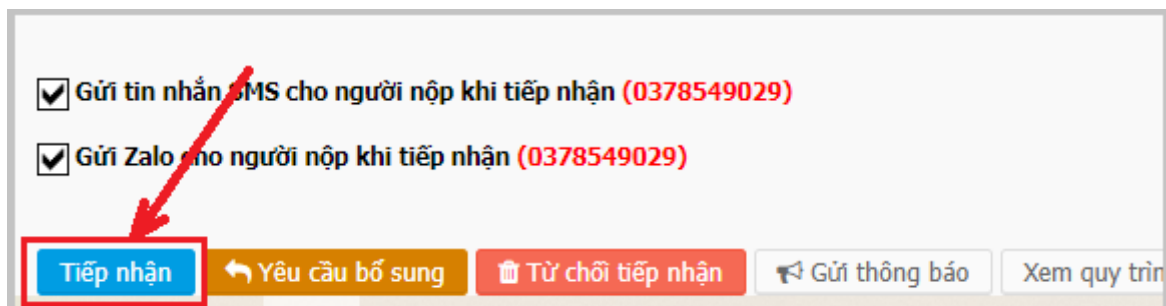 Gửi tin nhắn SMS cho người nộp khi tiếp nhận (0378549029)
Gửi Zalo cho người nộp khi tiếp nhận (0378549029)
Tiếp nhận Yêu cầu bổ sung Từ chối tiếp nhận Gửi thông báo Xem quy trìn